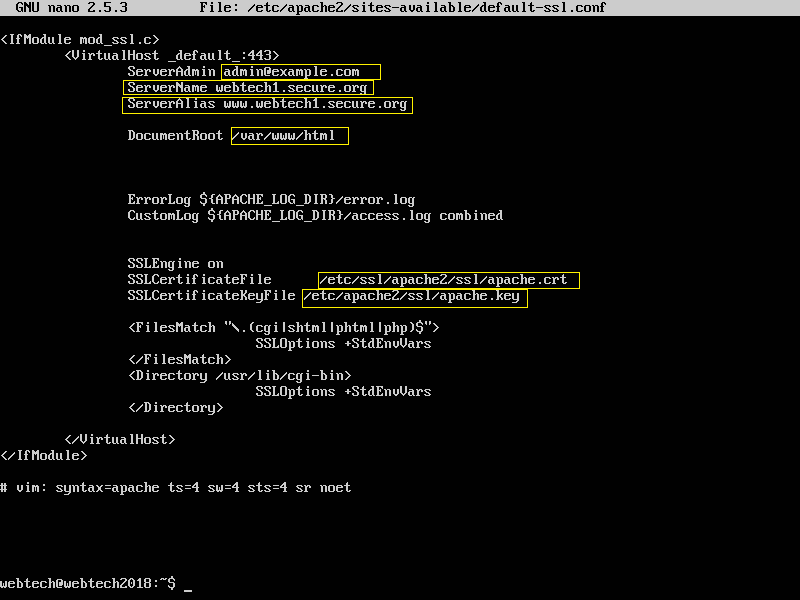 GNU nano 2.5.3 File: /etc/apache2/sites-available/default-ssl.conf
<IfModule mod_ssl.c>
<VirtualHost _default_:443>
ServerAdmin admin@example.com
ServerName webtech1.secure.org
ServerAlias www.webtech1.secure.org
DocumentRoot /var/www/html
ErrorLog ${APACHE_LOG_DIR}/error.log
CustomLog ${APACHE_LOG_DIR}/access.log combined
SSLEngine on
SSLCertificateFile /etc/ssl/apache2/ssl/apache.crt
SSLCertificateKeyFile /etc/apache2/ssl/apache.key
<FilesMatch "\.(cgi|shtml|phtml|php)$">
SSLOptions +StdEnvVars
</FilesMatch>
<Directory /usr/lib/cgi-bin>
SSLOptions +StdEnvVars
</Directory>
</VirtualHost>
</IfModule>
# vim: syntax=apache ts=4 sw=4 sts=4 sr noet
webtech@webtech2018:~$ _